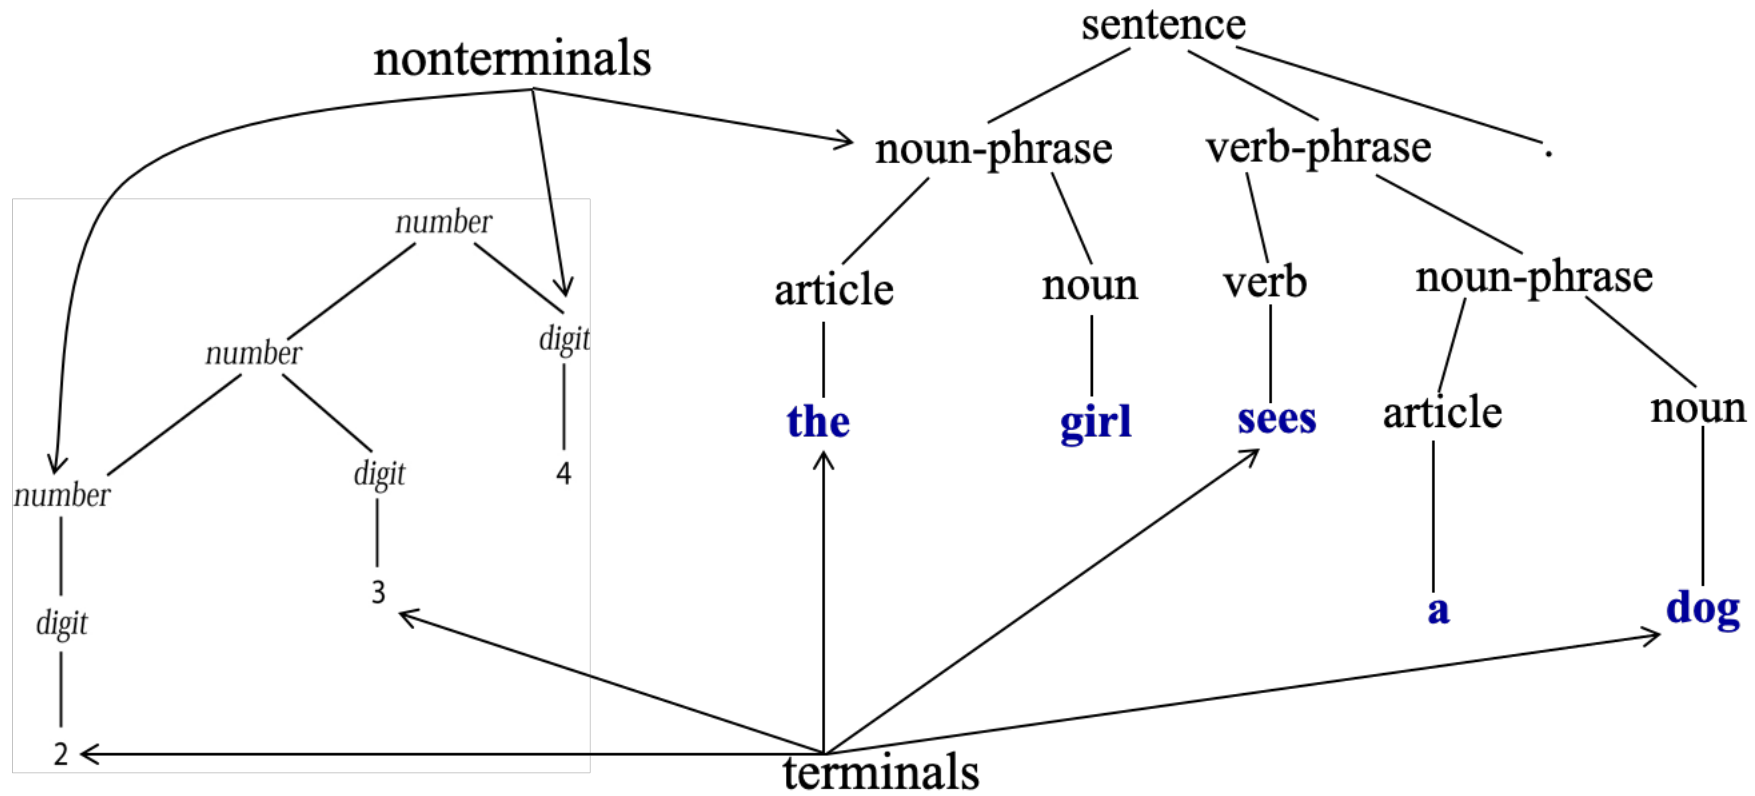 sentence
nonterminals
noun-phrase verb-phrase .
number
article noun verb noun-phrase
number digit
the girl sees article noun
number digit 4
3
digit a dog
2
terminals